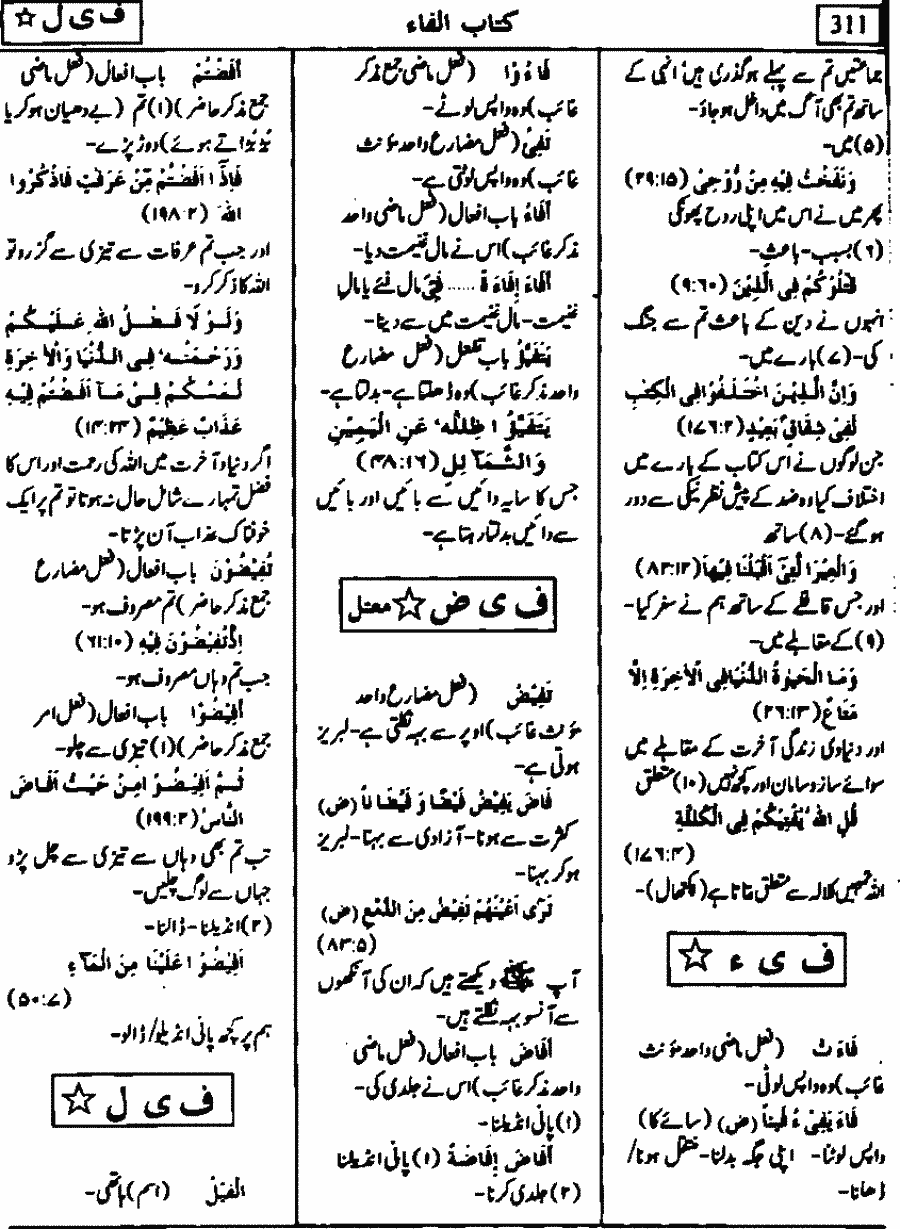 311
کتاب الفاء
ف ی ل ☆
جماعتیں تم سے پہلے ہو گذری ہیں انہی کے
ساتھ تم بھی آگ میں داخل ہو جاؤ۔
(۵) میں۔
وَنَفَخْتُ فِیْهِ مِنْ رُّوْحِیْ (۲۹:۱۵)
پھر میں نے اس میں اپنی روح پھونکی
(۶) بسبب۔ باعث۔
قٰتَلُوْکُمْ فِی الدِّیْنِ (۹:۶۰)
انہوں نے دین کے باعث تم سے جنگ
کی۔ (۷) بارے میں۔
وَاِنَّ الَّذِیْنَ اخْتَلَفُوْا فِی الْکِتٰبِ
لَفِیْ شِقَاقٍ بَعِیْدٍ (۱۷۶:۲)
جن لوگوں نے اس کتاب کے بارے میں
اختلاف کیا وہ ضد کے پیش نظر نیکی سے دور
ہو گئے۔ (۸) ساتھ
وَالْعِیْرَ الَّتِیْٓ اَقْبَلْنَا فِیْهَا (۸۲:۱۲)
اور جس قافلے کے ساتھ ہم نے سفر کیا۔
(۹) کے مقابلے میں۔
وَمَا الْحَیٰوةُ الدُّنْیَا فِی الْاٰخِرَةِ اِلَّا
مَتَاعٌ (۲۶:۱۳)
اور دنیاوی زندگی آخرت کے مقابلے میں
سوائے ساز و سامان اور کچھ نہیں (۱۰) متعلق
قُلِ اللّٰهُ یُفْتِیْکُمْ فِی الْکَلٰلَةِ
(۱۷۶:۴)
اللہ تمہیں کلالہ سے متعلق بتاتا ہے (پکتھال)۔
ف ی ء ☆
فَاءَتْ (فعل ماضی واحد مؤنث
غائب) وہ واپس لوٹی۔
فَاءَ یَفِیْءُ فَیْئًا (ض) (سائے کا)
واپس لوٹنا۔ اپنی جگہ بدلنا۔ منتقل ہونا/
ڈھلنا۔
فَاءُوْا (فعل ماضی جمع مذکر
غائب) وہ واپس لوٹے۔
تَفِیْءُ (فعل مضارع واحد مؤنث
غائب) وہ واپس لوٹتی ہے۔
اَفَاءَ باب افعال (فعل ماضی واحد
مذکر غائب) اس نے مال غنیمت دیا۔
اَفَاءَ اِفَاءَةً ...... فَیْءٌ مال فئے یا مال
غنیمت۔ مال غنیمت میں سے دینا۔
یَتَفَیَّؤُ باب تفعل (فعل مضارع
واحد مذکر غائب) وہ ڈھلتا ہے۔ بدلتا ہے۔
یَتَفَیَّؤُا ظِلٰلُهٗ عَنِ الْیَمِیْنِ
وَالشَّمَآئِلِ (۴۸:۱۶)
جس کا سایہ دائیں سے بائیں اور بائیں
سے دائیں بدلتا رہتا ہے۔
ف ی ض ☆ معتل
تَفِیْضُ (فعل مضارع واحد
مؤنث غائب) اوپر سے بہہ نکلتی ہے۔ لبریز
ہوتی ہے۔
فَاضَ یَفِیْضُ فَیْضًا وَ فَیْضَانًا (ض)
کثرت سے ہونا۔ آزادی سے بہنا۔ لبریز
ہو کر بہنا۔
تَرٰٓی اَعْیُنَهُمْ تَفِیْضُ مِنَ الدَّمْعِ (ض)
(۸۳:۵)
آپ ﷺ دیکھتے ہیں کہ ان کی آنکھوں
سے آنسو بہہ نکلتے ہیں۔
اَفَاضَ باب افعال (فعل ماضی
واحد مذکر غائب) اس نے جلدی کی۔
(۱) پانی انڈیلنا۔
اَفَاضَ اِفَاضَةً (۱) پانی انڈیلنا
(۲) جلدی کرنا۔
اَفَضْتُمْ باب افعال (فعل ماضی
جمع مذکر حاضر) (۱) تم (بے دھیان ہو کر یا
بڑبڑاتے ہوئے) دوڑ پڑے۔
فَاِذَآ اَفَضْتُمْ مِّنْ عَرَفٰتٍ فَاذْکُرُوا
اللّٰهَ (۱۹۸:۲)
اور جب تم عرفات سے تیزی سے گزرو تو
اللہ کا ذکر کرو۔
وَلَوْ لَا فَضْلُ اللّٰهِ عَلَیْکُمْ
وَرَحْمَتُهٗ فِی الدُّنْیَا وَالْاٰخِرَةِ
لَمَسَّکُمْ فِیْ مَآ اَفَضْتُمْ فِیْهِ
عَذَابٌ عَظِیْمٌ (۱۴:۲۴)
اگر دنیا و آخرت میں اللہ کی رحمت اور اس کا
فضل تمہارے شامل حال نہ ہوتا تو تم پر ایک
خوفناک عذاب آن پڑتا۔
تُفِیْضُوْنَ باب افعال (فعل مضارع
جمع مذکر حاضر) تم مصروف ہو۔
اِذْ تُفِیْضُوْنَ فِیْهِ (۶۱:۱۰)
جب تم وہاں مصروف ہو۔
اَفِیْضُوْا باب افعال (فعل امر
جمع مذکر حاضر) (۱) تیزی سے چلو۔
ثُمَّ اَفِیْضُوْا مِنْ حَیْثُ اَفَاضَ
النَّاسُ (۱۹۹:۲)
تب تم بھی وہاں سے تیزی سے چل پڑو
جہاں سے لوگ چلیں۔
(۲) انڈیلنا۔ ڈالنا۔
اَفِیْضُوْا عَلَیْنَا مِنَ الْمَآءِ
(۵۰:۷)
ہم پر کچھ پانی انڈیلو/ ڈالو۔
ف ی ل ☆
الْفِیْلُ (اسم) ہاتھی۔